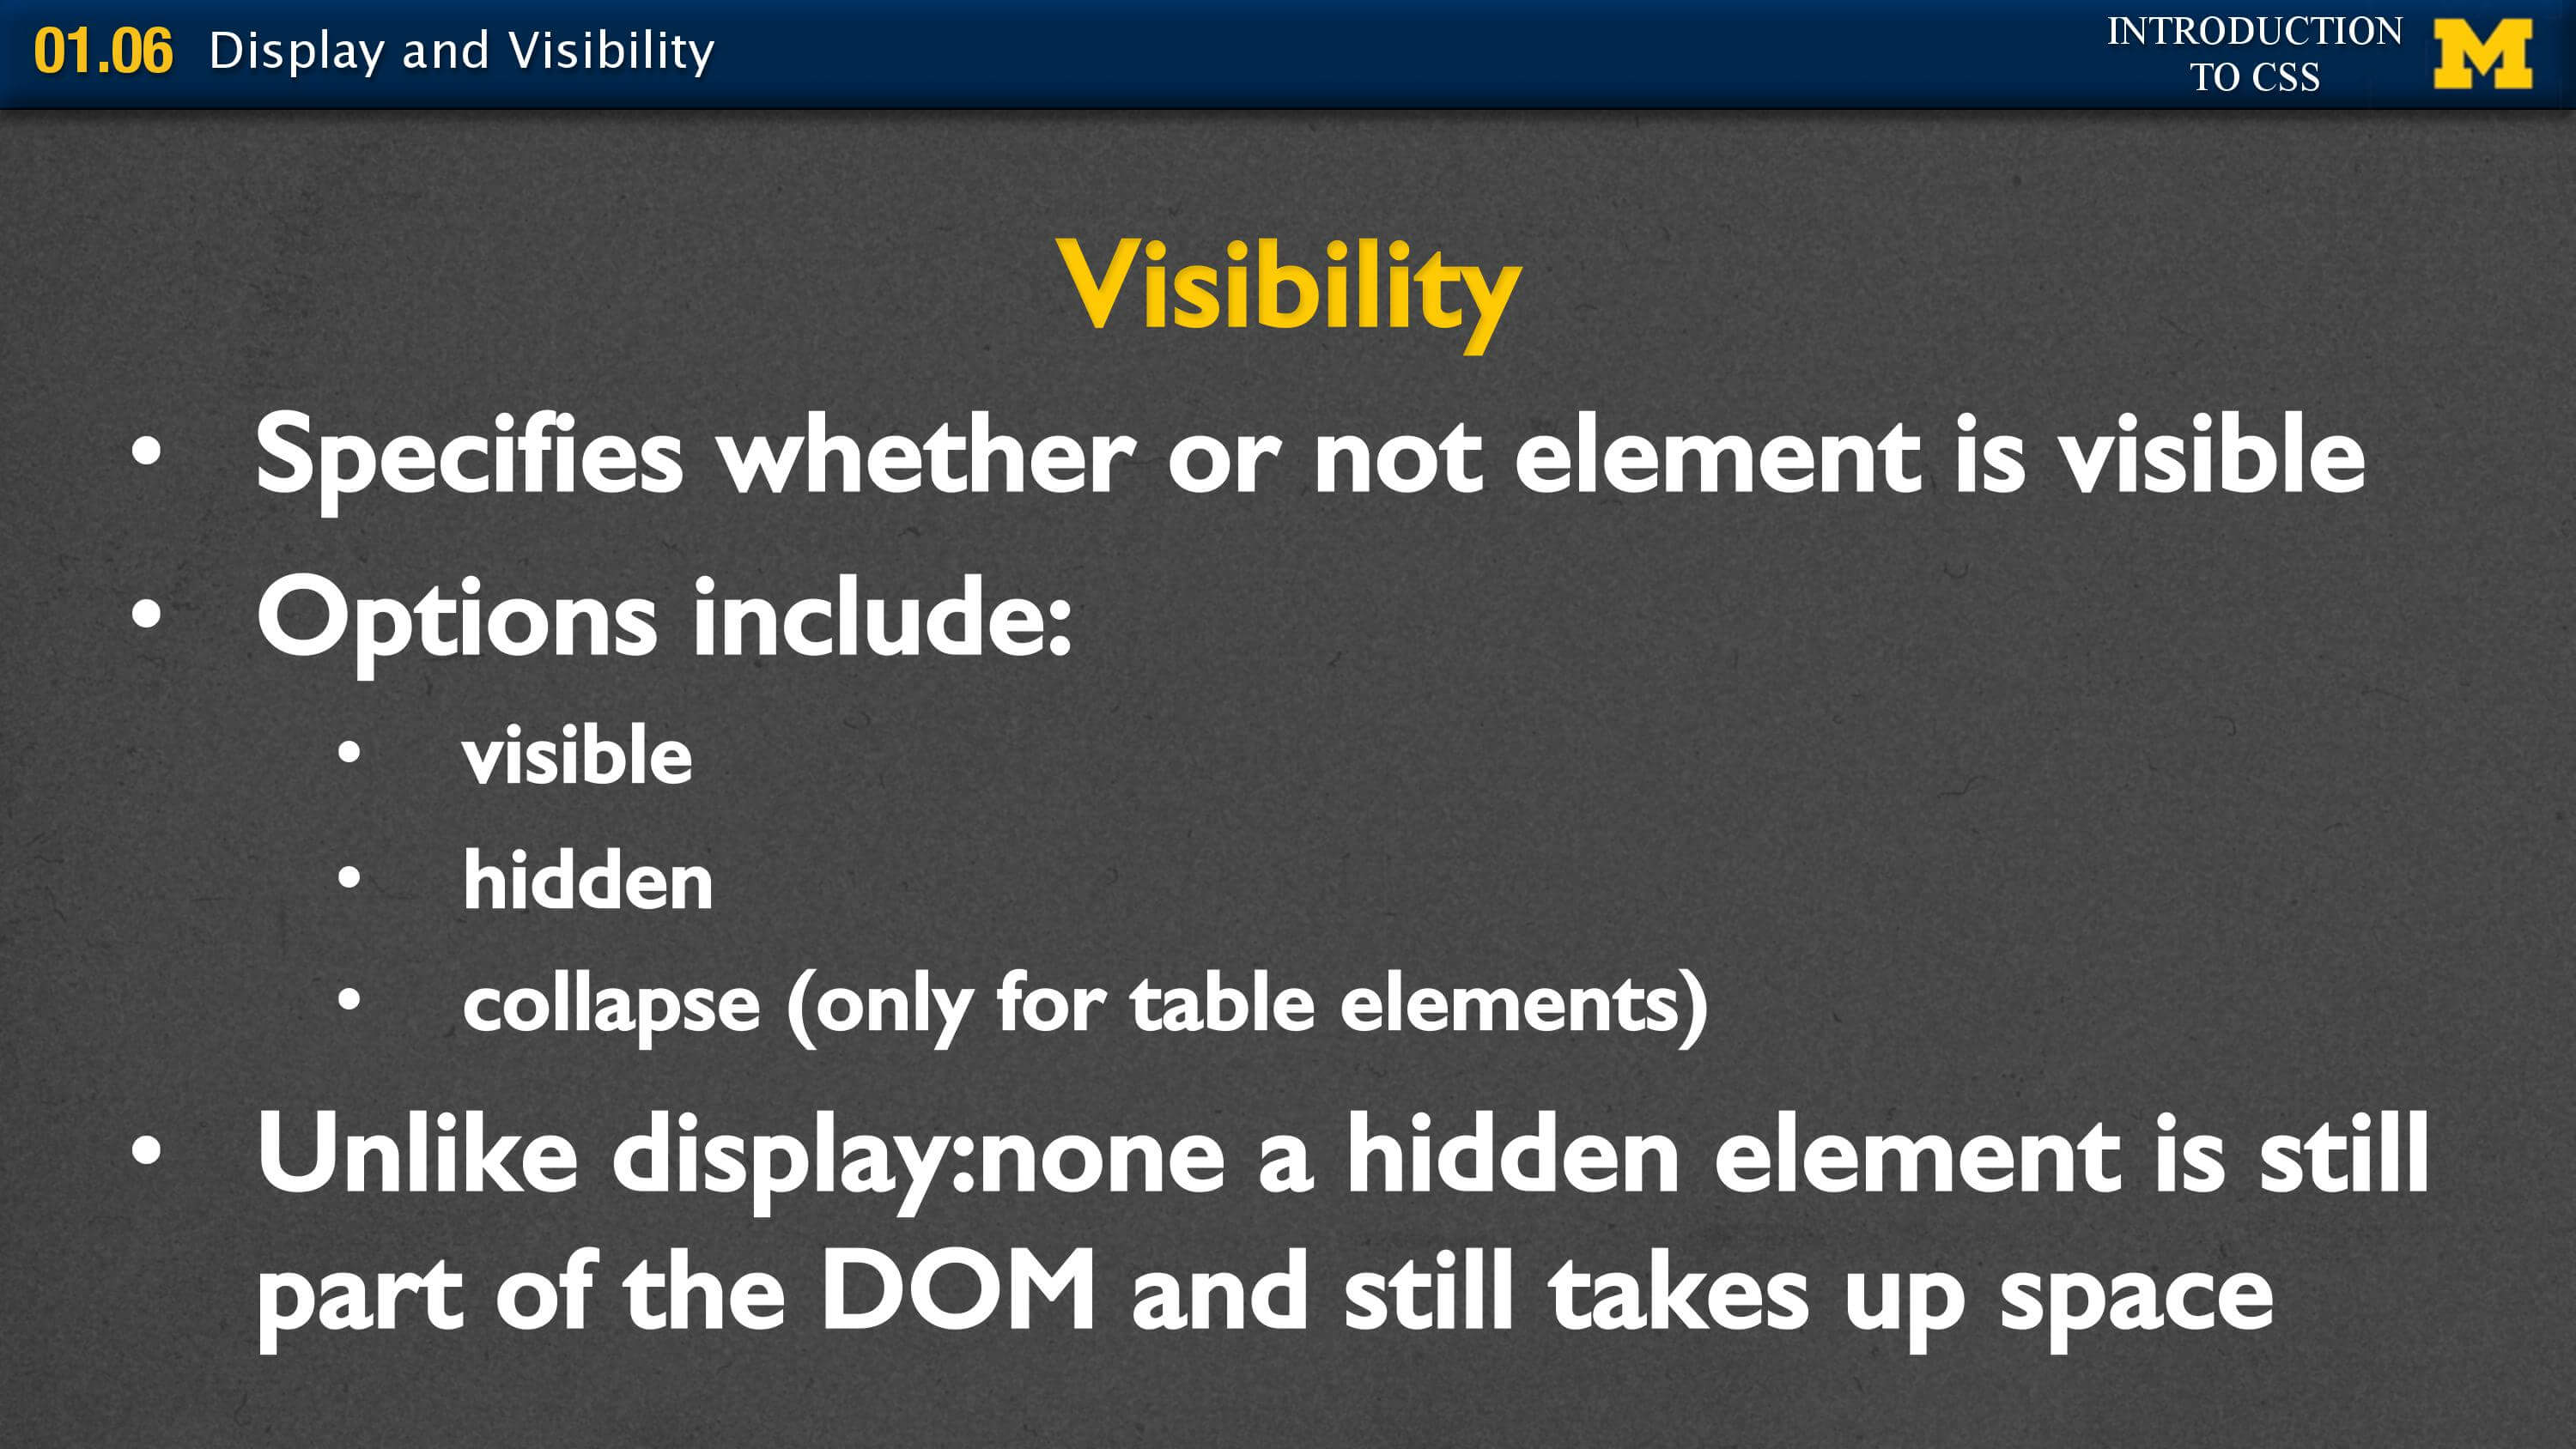 01.06 Display and Visibility
INTRODUCTION
TO CSS
M
Visibility
• Specifies whether or not element is visible
• Options include:
• visible
• hidden
• collapse (only for table elements)
• Unlike display:none a hidden element is still
part of the DOM and still takes up space